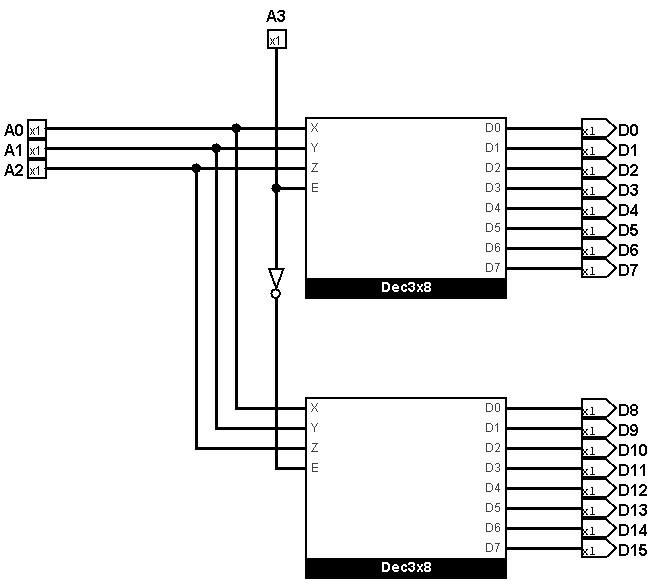 A3
x1
A0 x1 X D0 x1 D0
A1 x1 Y D1 x1 D1
A2 x1 Z D2 x1 D2
E D3 x1 D3
D4 x1 D4
D5 x1 D5
D6 x1 D6
D7 x1 D7
Dec3x8
X D0 x1 D8
Y D1 x1 D9
Z D2 x1 D10
E D3 x1 D11
D4 x1 D12
D5 x1 D13
D6 x1 D14
D7 x1 D15
Dec3x8